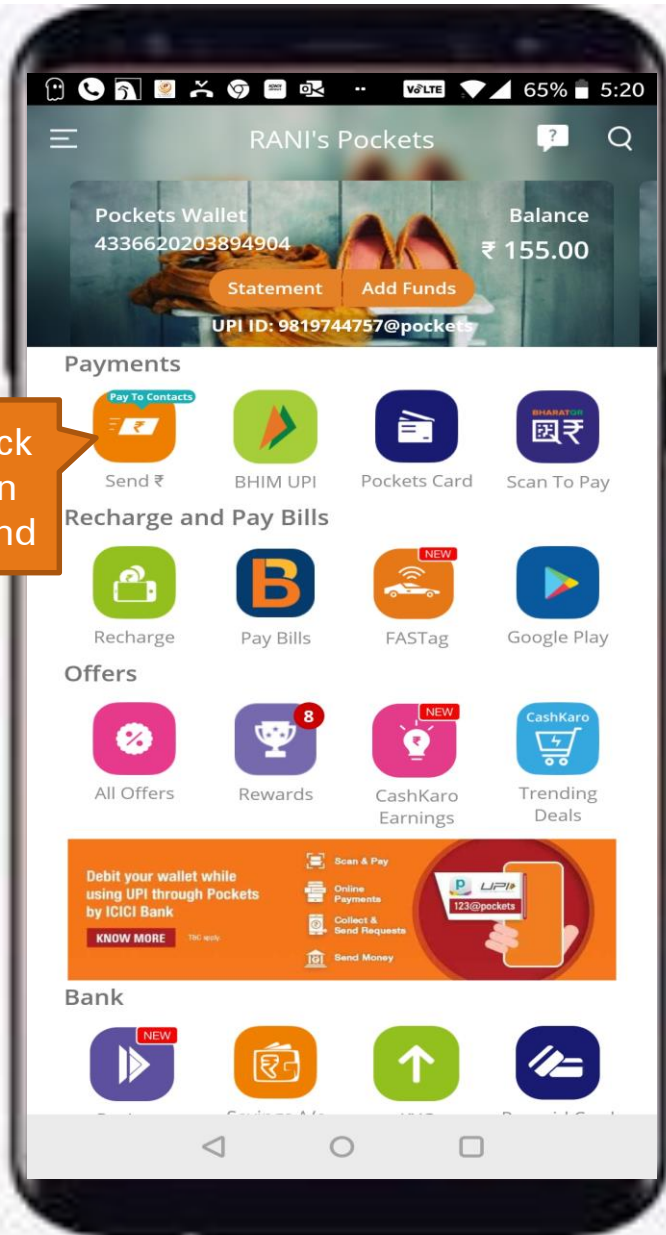 VoLTE 65% 5:20
RANI's Pockets ?
Pockets Wallet Balance
4336620203894904 ₹ 155.00
Statement Add Funds
UPI ID: 9819744757@pockets
Payments
Pay To Contacts
BHARATQR
Send ₹ BHIM UPI Pockets Card Scan To Pay
Recharge and Pay Bills
NEW
Recharge Pay Bills FASTag Google Play
Offers
8 NEW CashKaro
All Offers Rewards CashKaro Earnings Trending Deals
Debit your wallet while
using UPI through Pockets
by ICICI Bank
KNOW MORE
Scan & Pay
Online
Payments
Collect &
Send Requests
Send Money
UPI
123@pockets
Bank
NEW